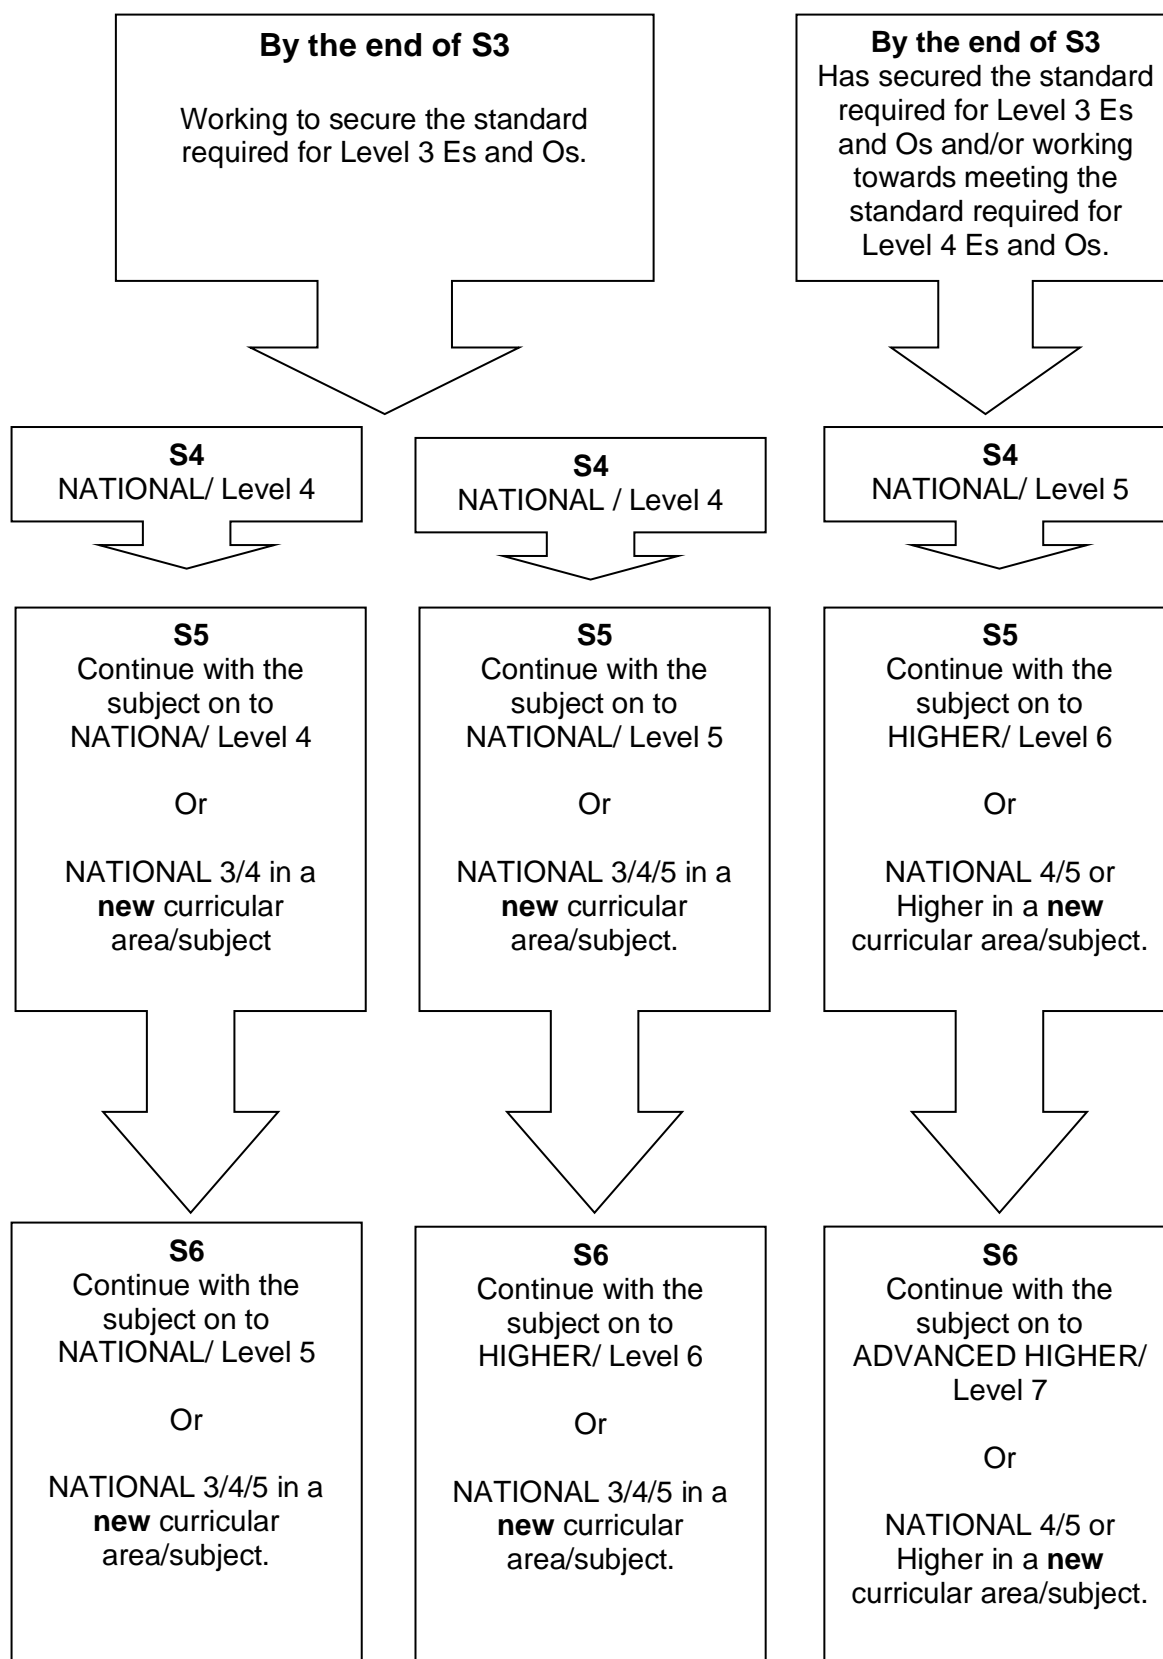 By the end of S3
Working to secure the standard
required for Level 3 Es and Os.
By the end of S3
Has secured the standard
required for Level 3 Es
and Os and/or working
towards meeting the
standard required for
Level 4 Es and Os.
S4
NATIONAL/ Level 4
S4
NATIONAL / Level 4
S4
NATIONAL/ Level 5
S5
Continue with the
subject on to
NATIONA/ Level 4
Or
NATIONAL 3/4 in a
new curricular
area/subject
S5
Continue with the
subject on to
NATIONAL/ Level 5
Or
NATIONAL 3/4/5 in a
new curricular
area/subject.
S5
Continue with the
subject on to
HIGHER/ Level 6
Or
NATIONAL 4/5 or
Higher in a new
curricular area/subject.
S6
Continue with the
subject on to
NATIONAL/ Level 5
Or
NATIONAL 3/4/5 in a
new curricular
area/subject.
S6
Continue with the
subject on to
HIGHER/ Level 6
Or
NATIONAL 3/4/5 in a
new curricular
area/subject.
S6
Continue with the
subject on to
ADVANCED HIGHER/
Level 7
Or
NATIONAL 4/5 or
Higher in a new
curricular area/subject.